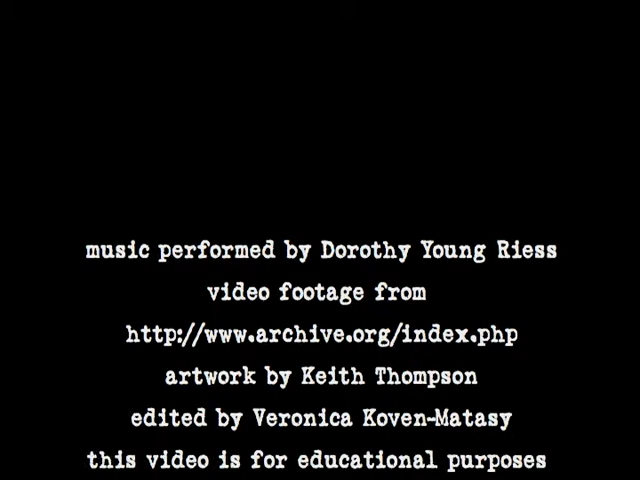 music performed by Dorothy Young Riess
video footage from
http://www.archive.org/index.php
artwork by Keith Thompson
edited by Veronica Koven-Matasy
this video is for educational purposes